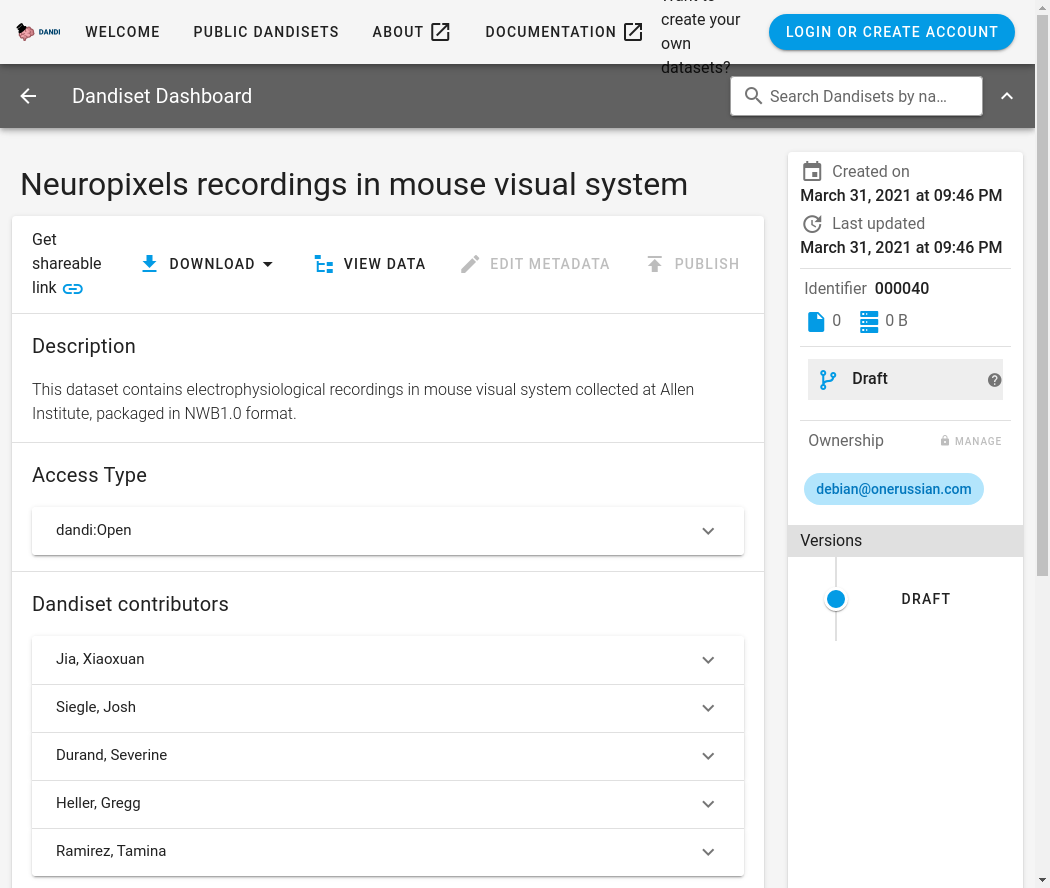 DANDI
WELCOME
PUBLIC DANDISETS
ABOUT
DOCUMENTATION
create your
own
datasets?
LOGIN OR CREATE ACCOUNT
Dandiset Dashboard
Search Dandisets by na…
Neuropixels recordings in mouse visual system
Get
shareable
link
DOWNLOAD
VIEW DATA
EDIT METADATA
PUBLISH
Description
This dataset contains electrophysiological recordings in mouse visual system collected at Allen
Institute, packaged in NWB1.0 format.
Access Type
dandi:Open
Dandiset contributors
Jia, Xiaoxuan
Siegle, Josh
Durand, Severine
Heller, Gregg
Ramirez, Tamina
Created on
March 31, 2021 at 09:46 PM
Last updated
March 31, 2021 at 09:46 PM
Identifier 000040
0 0 B
Draft
Ownership
MANAGE
debian@onerussian.com
Versions
DRAFT